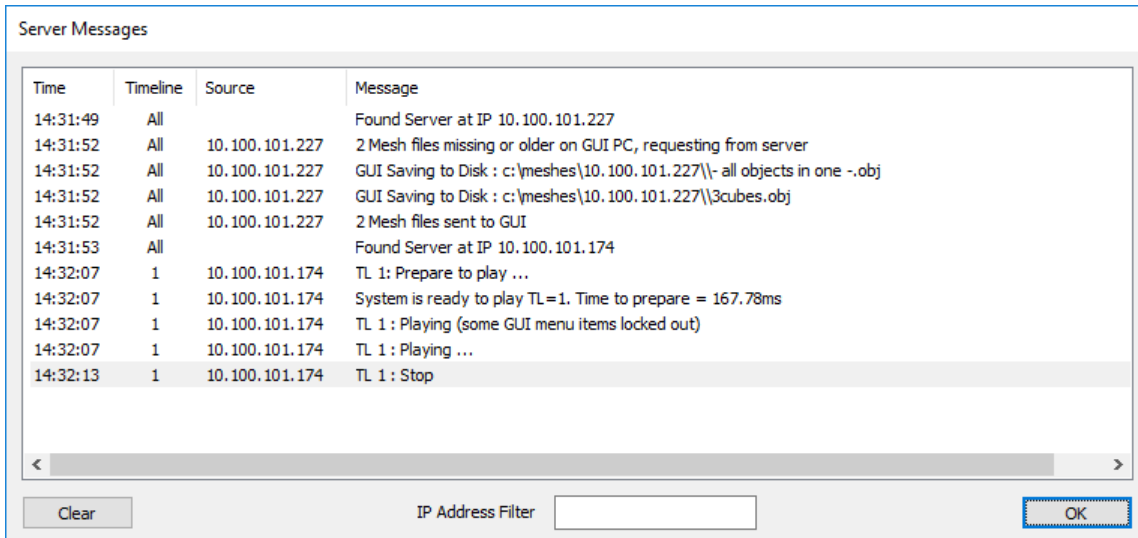 Server Messages
Time Timeline Source Message
14:31:49 All Found Server at IP 10.100.101.227
14:31:52 All 10.100.101.227 2 Mesh files missing or older on GUI PC, requesting from server
14:31:52 All 10.100.101.227 GUI Saving to Disk : c:\meshes\10.100.101.227\\- all objects in one -.obj
14:31:52 All 10.100.101.227 GUI Saving to Disk : c:\meshes\10.100.101.227\\3cubes.obj
14:31:52 All 10.100.101.227 2 Mesh files sent to GUI
14:31:53 All Found Server at IP 10.100.101.174
14:32:07 1 10.100.101.174 TL 1: Prepare to play ...
14:32:07 1 10.100.101.174 System is ready to play TL=1. Time to prepare = 167.78ms
14:32:07 1 10.100.101.174 TL 1 : Playing (some GUI menu items locked out)
14:32:07 1 10.100.101.174 TL 1 : Playing ...
14:32:13 1 10.100.101.174 TL 1 : Stop
Clear IP Address Filter OK